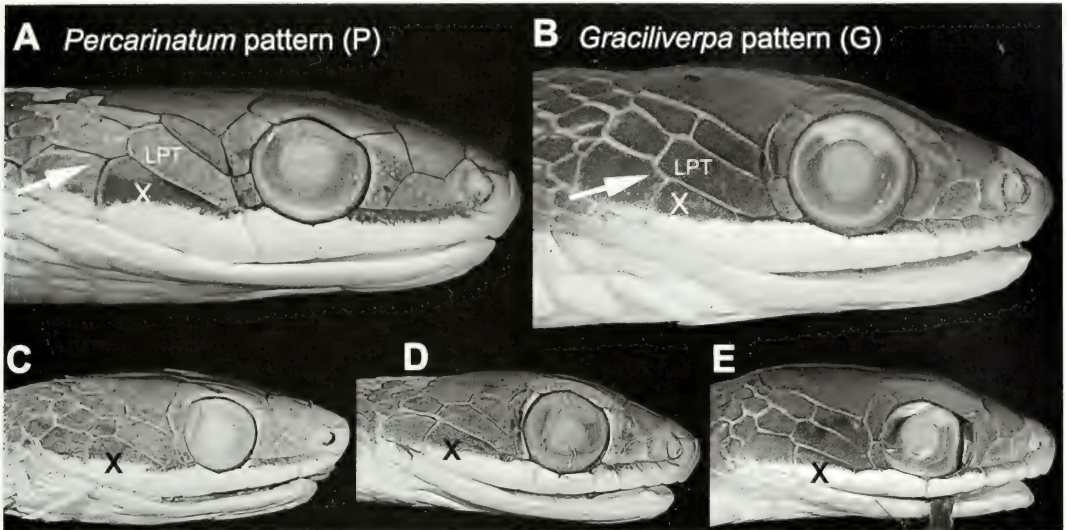 A Percarinatum pattern (P)
B Graciliverpa pattern (G)
LPT
X
LPT
X
C
D
E
X
X
X